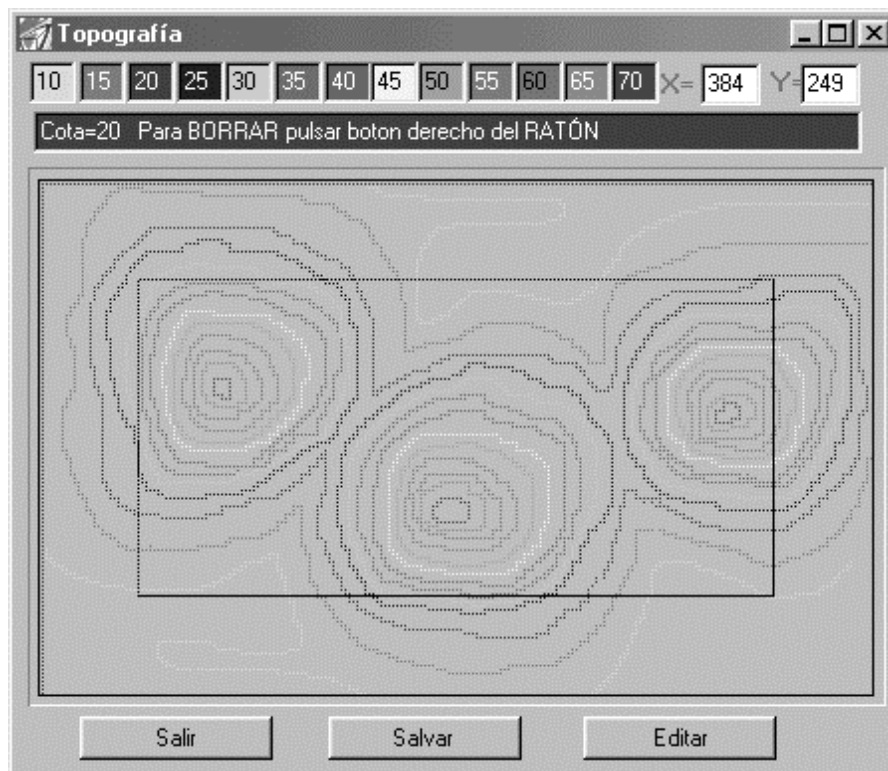 Topografía
10 15 20 25 30 35 40 45 50 55 60 65 70 X= 384 Y= 249
Cota=20 Para BORRAR pulsar boton derecho del RATÓN
Salir Salvar Editar